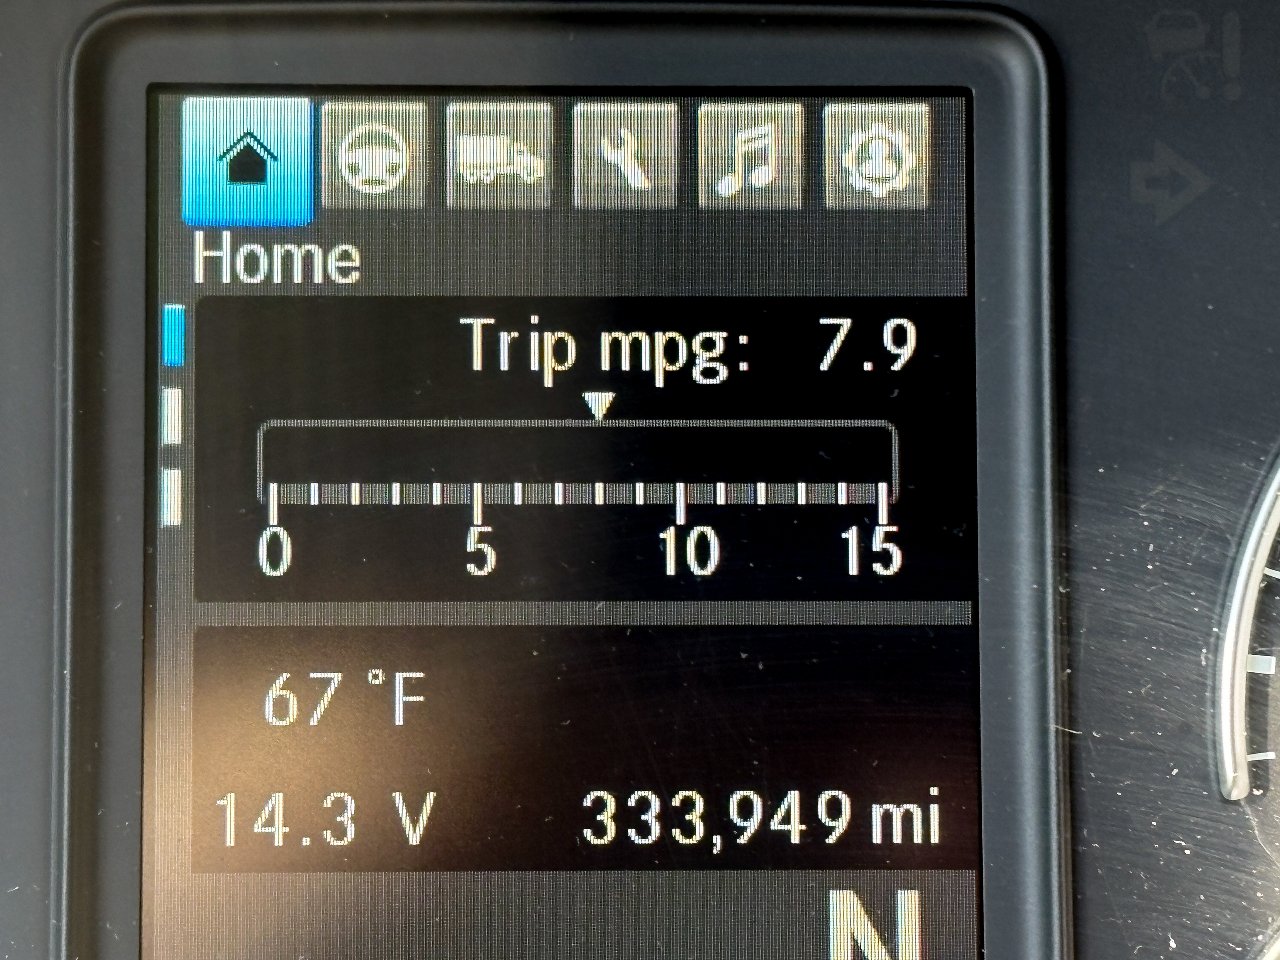 Home
Trip mpg: 7.9
0 5 10 15
67 °F
14.3 V 333,949 mi
N